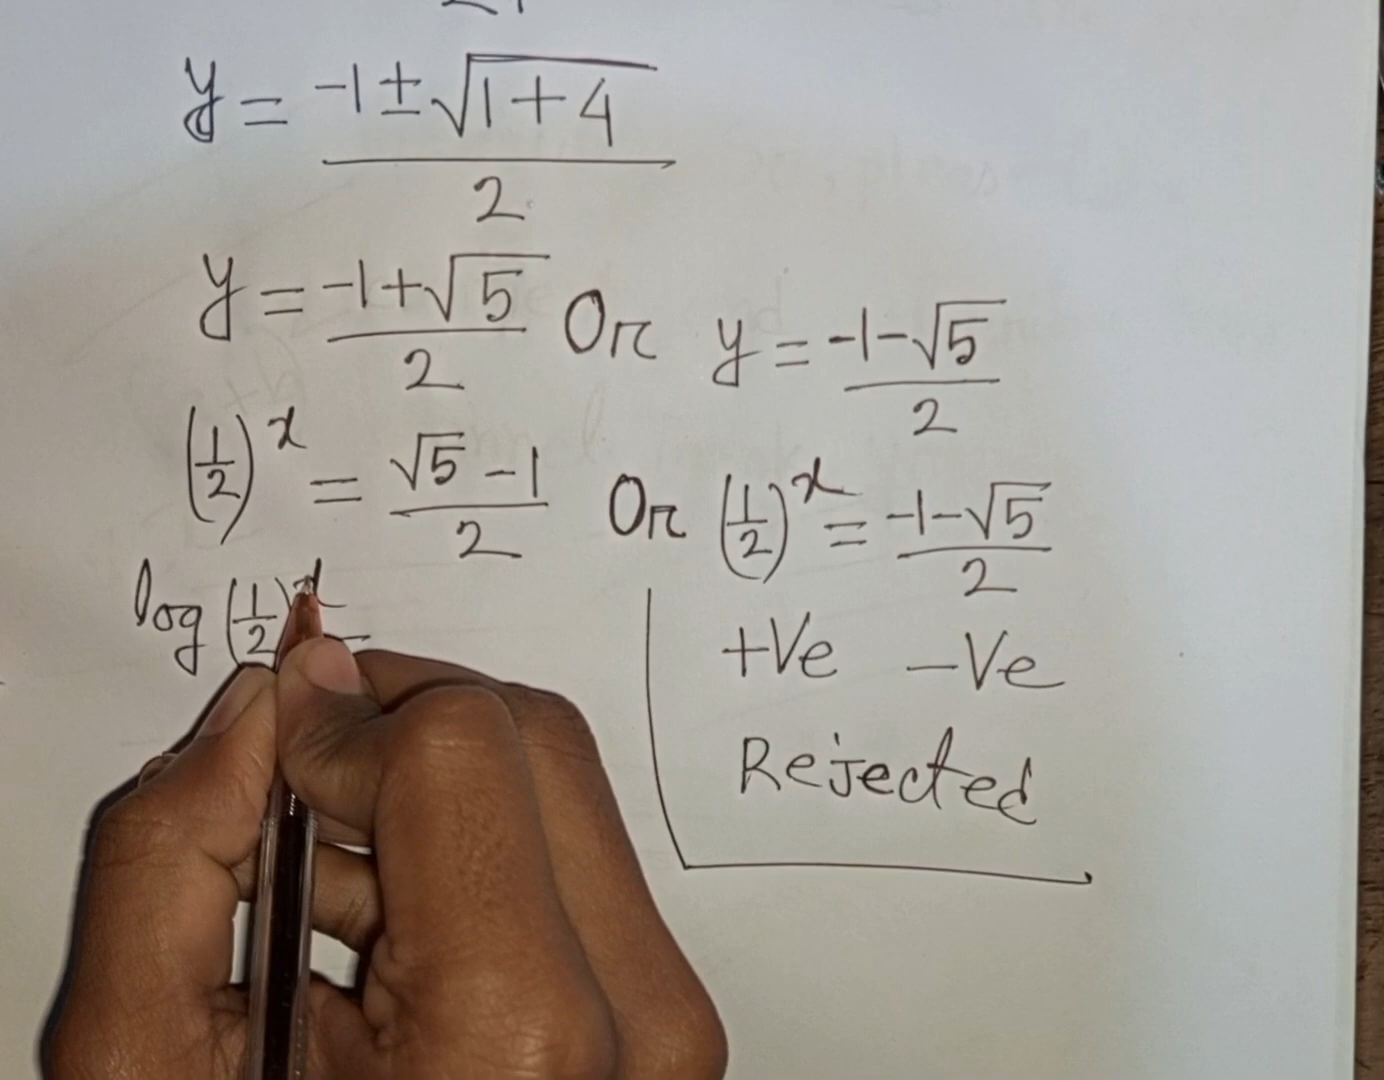 y = (-1 ± √(1+4))/2
y = (-1+√5)/2 Or y = (-1-√5)/2
(1/2)^x = (√5 -1)/2 Or (1/2)^x = (-1-√5)/2
log (1/2)^x =
+Ve -Ve
Rejected